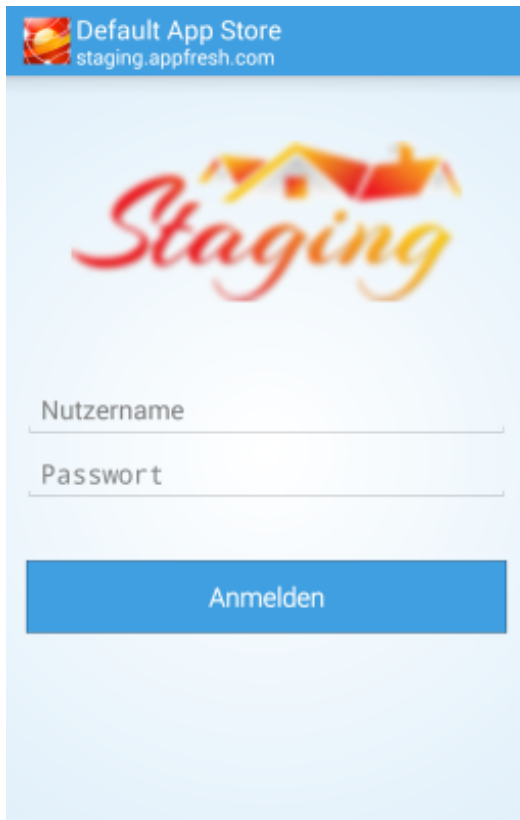 Default App Store
staging.appfresh.com
Staging
Nutzername
Passwort
Anmelden